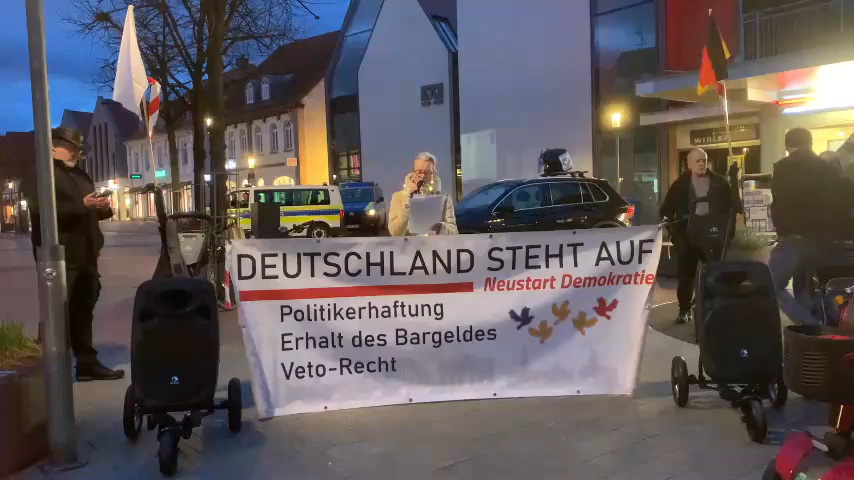 DEUTSCHLAND STEHT AUF
Neustart Demokratie
Politikerhaftung
Erhalt des Bargeldes
Veto-Recht